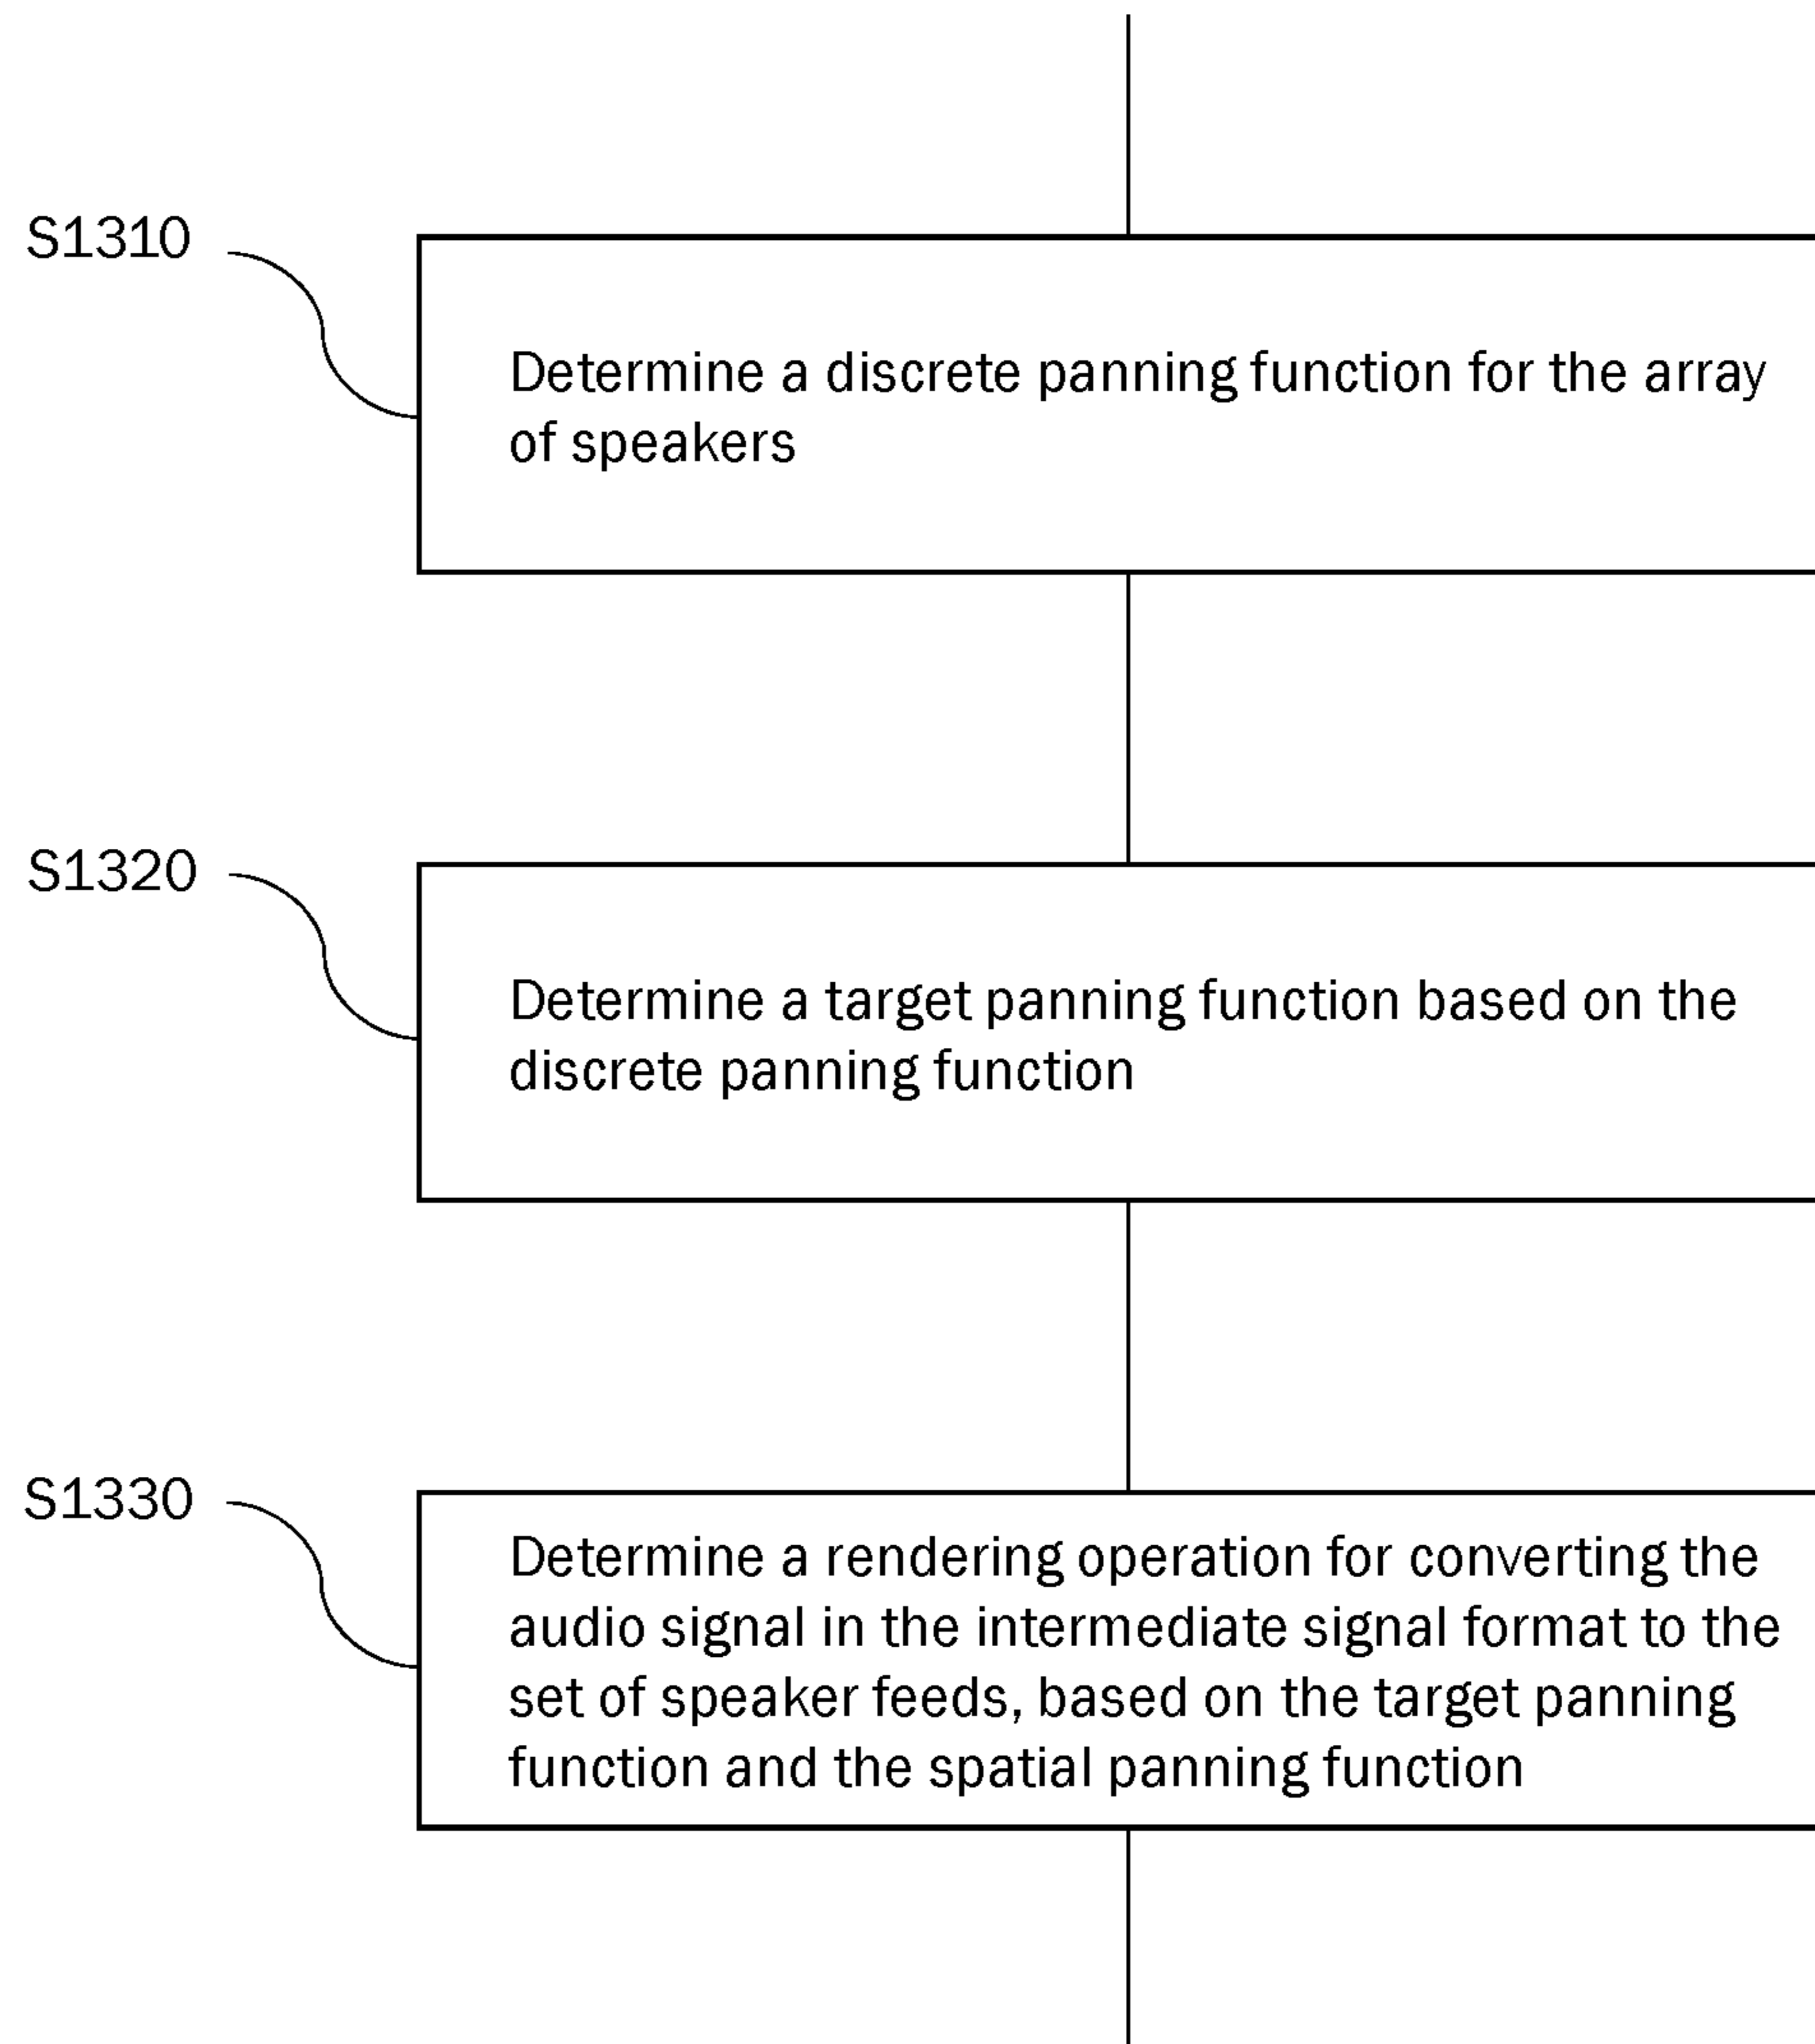 S1310
Determine a discrete panning function for the array
of speakers
S1320
Determine a target panning function based on the
discrete panning function
S1330
Determine a rendering operation for converting the
audio signal in the intermediate signal format to the
set of speaker feeds, based on the target panning
function and the spatial panning function